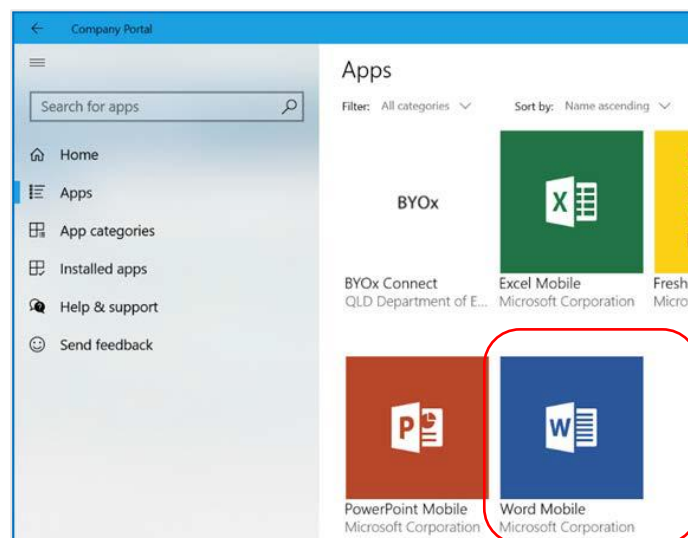 Company Portal
Search for apps
Home
Apps
App categories
Installed apps
Help & support
Send feedback
Apps
Filter: All categories Sort by: Name ascending
BYOx
X
BYOx Connect Excel Mobile Fresh
QLD Department of E... Microsoft Corporation Micro
P W
PowerPoint Mobile Word Mobile
Microsoft Corporation Microsoft Corporation